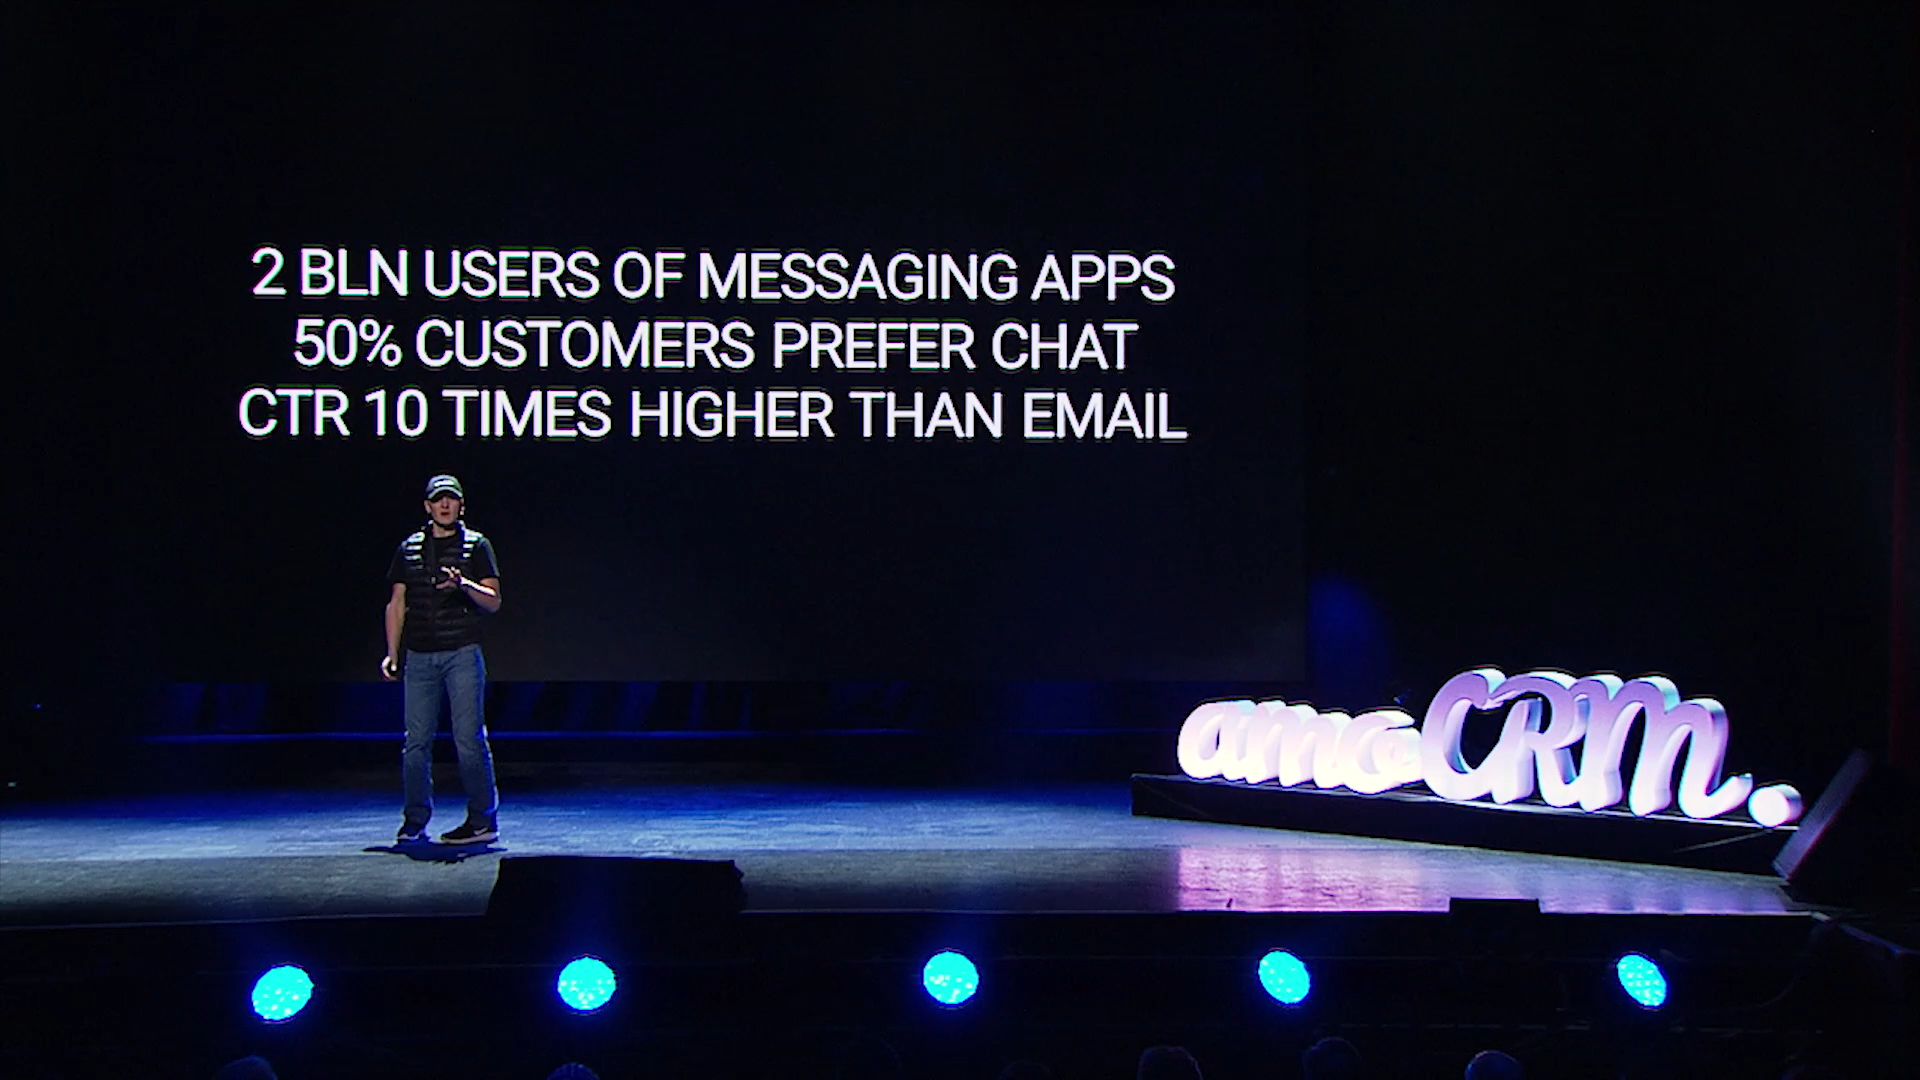 2 BLN USERS OF MESSAGING APPS
50% CUSTOMERS PREFER CHAT
CTR 10 TIMES HIGHER THAN EMAIL
amoCRM.